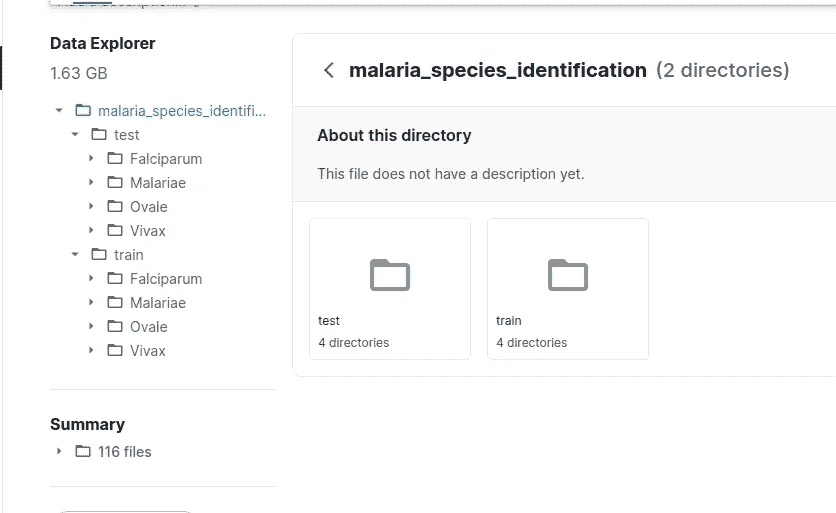 Data Explorer
1.63 GB
malaria_species_identifi...
test
Falciparum
Malariae
Ovale
Vivax
train
Falciparum
Malariae
Ovale
Vivax
Summary
116 files
malaria_species_identification (2 directories)
About this directory
This file does not have a description yet.
test
4 directories
train
4 directories